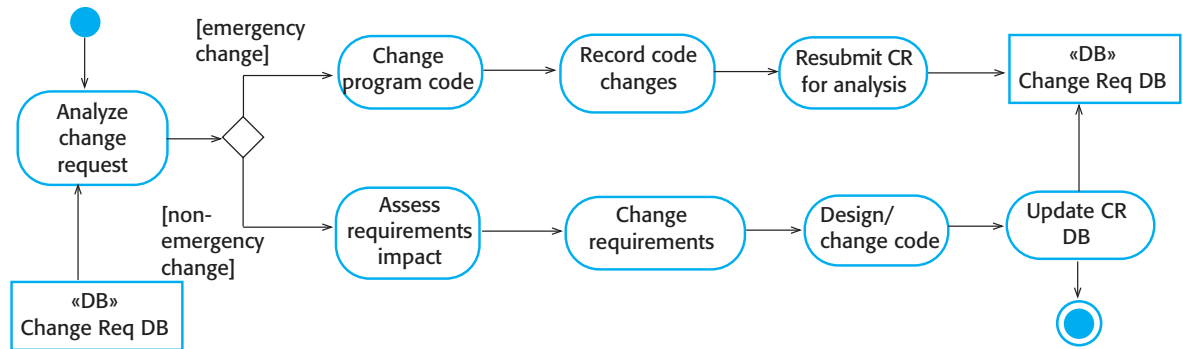 [emergency
change]
Change
program code
Record code
changes
Resubmit CR
for analysis
«DB»
Change Req DB
Analyze
change
request
[non-
emergency
change]
Assess
requirements
impact
Change
requirements
Design/
change code
Update CR
DB
«DB»
Change Req DB